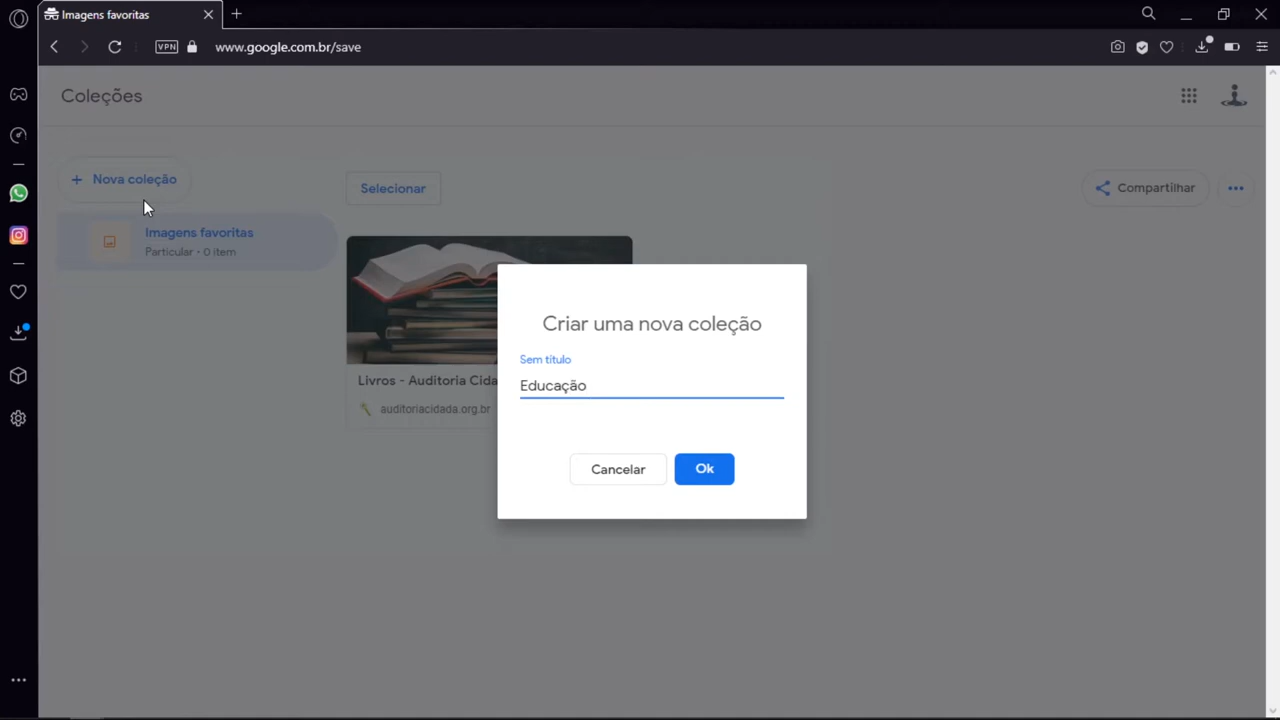 Imagens favoritas
VPN
www.google.com.br/save
Coleções
Nova coleção
Selecionar
Compartilhar
Imagens favoritas
Particular • 0 item
Livros - Auditoria Cida
auditoriacidada.org.br
Criar uma nova coleção
Sem título
Educação
Cancelar
Ok